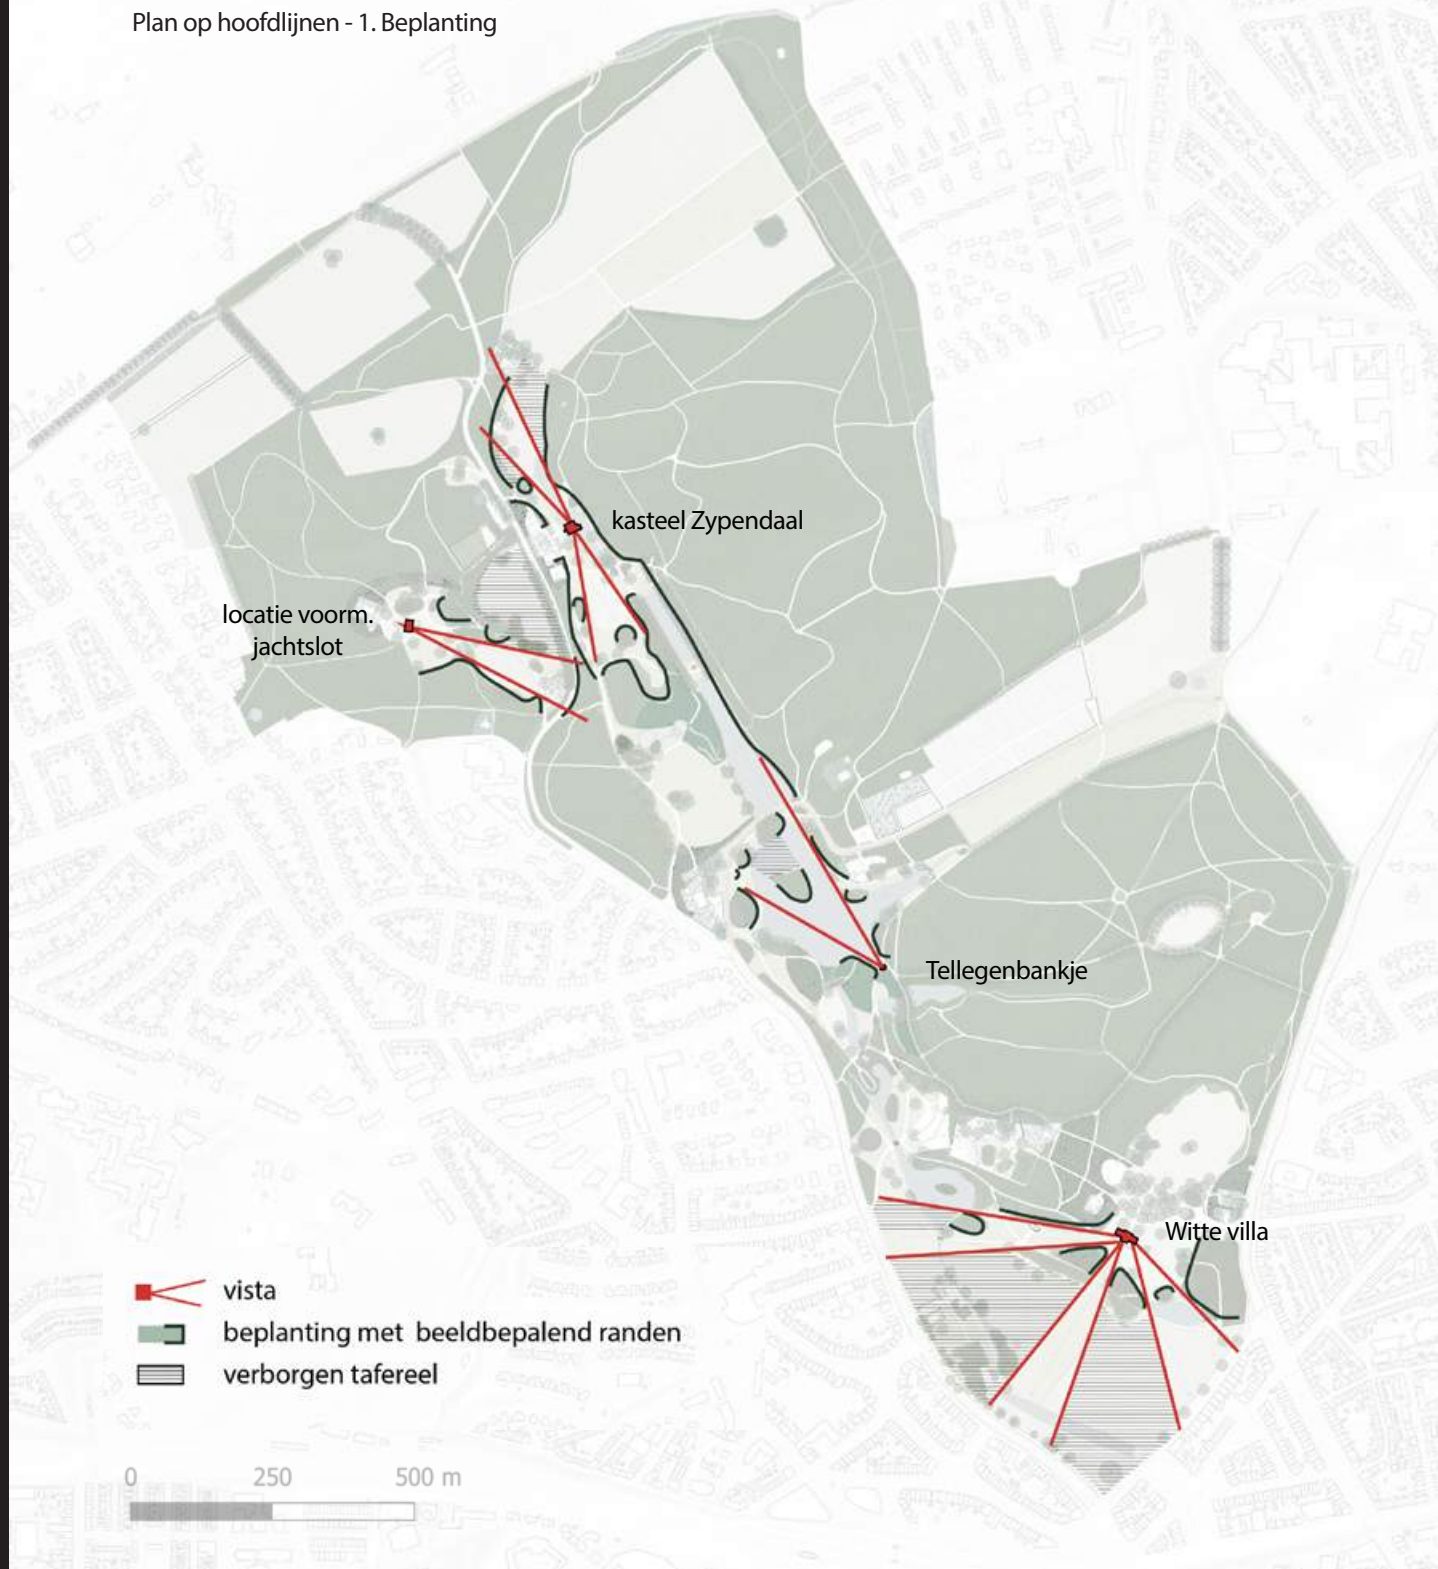 Plan op hoofdlijnen - 1. Beplanting
kasteel Zypendaal
locatie voorm.
jachtslot
Tellegenbankje
Witte villa
vista
beplanting met beeldbepalend randen
verborgen tafereel
0 250 500 m